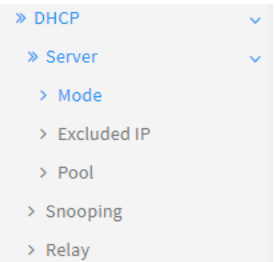 DHCP
Server
Mode
Excluded IP
Pool
Snooping
Relay